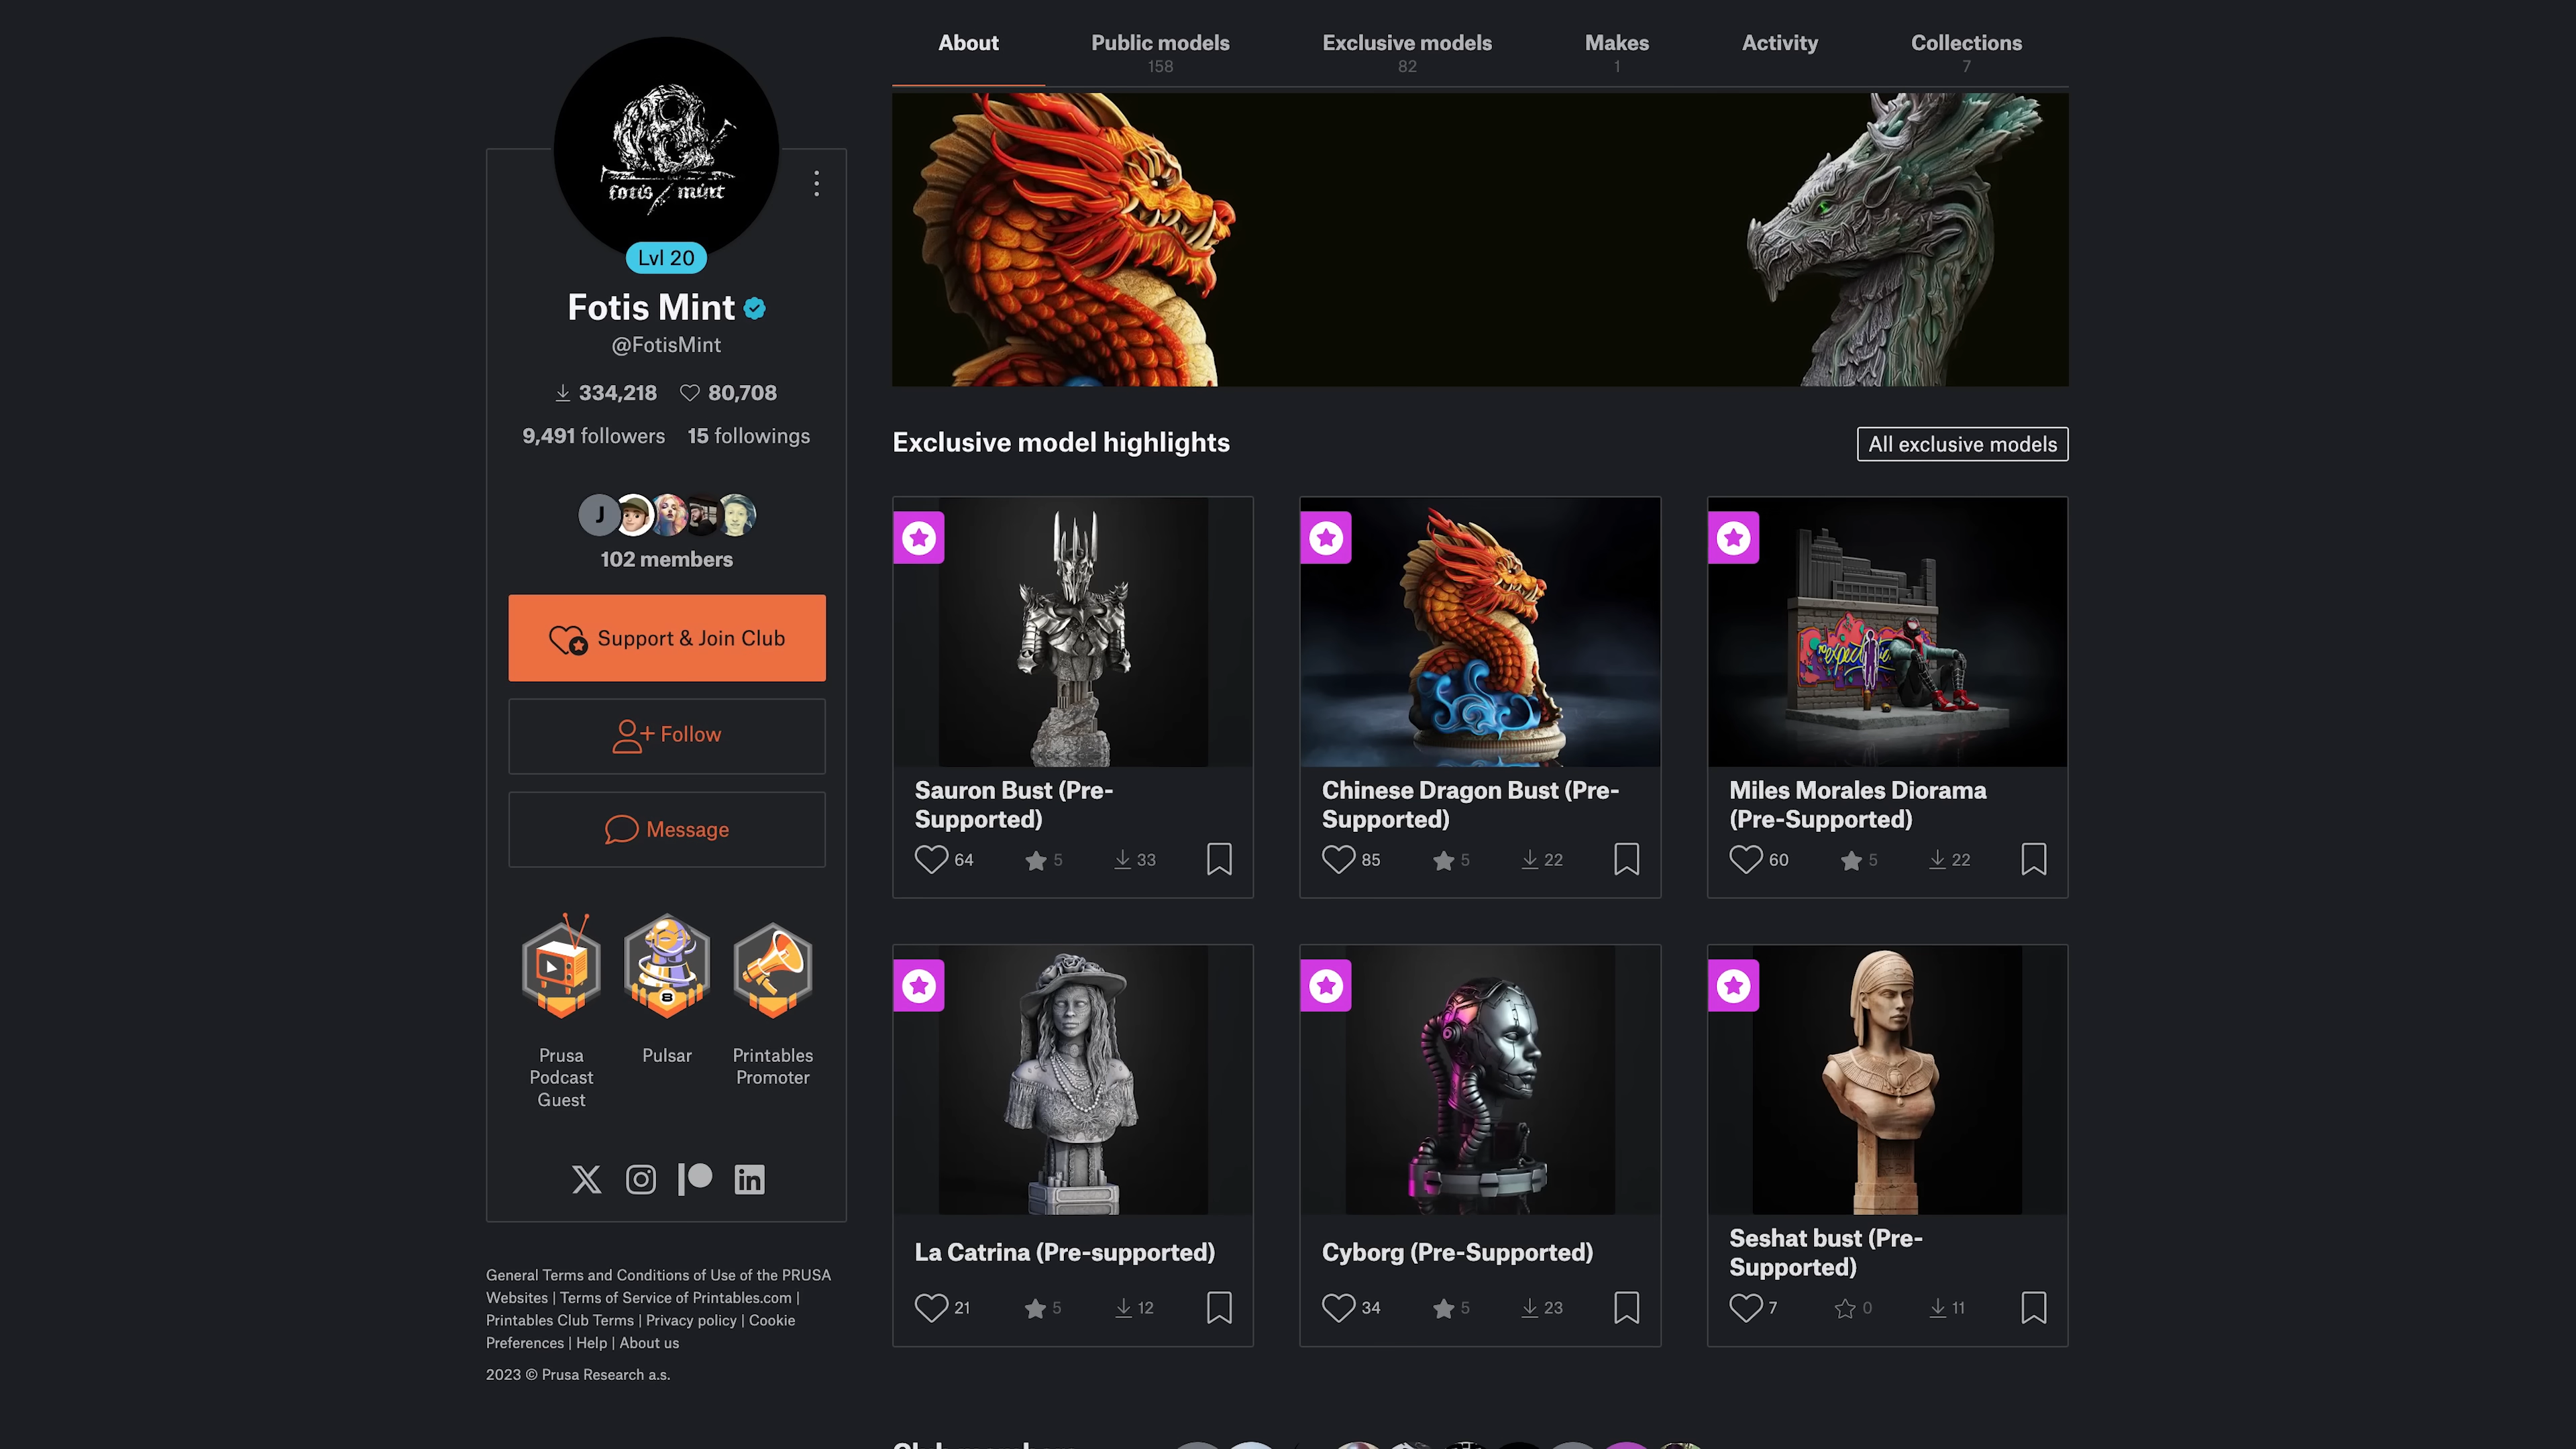 About
Public models
158
Exclusive models
82
Makes
1
Activity
Collections
7
fotis mint
Lvl 20
Fotis Mint
@FotisMint
334,218 80,708
9,491 followers 15 followings
J
102 members
Support & Join Club
Follow
Message
8
Prusa
Podcast
Guest
Pulsar
Printables
Promoter
General Terms and Conditions of Use of the PRUSA
Websites | Terms of Service of Printables.com |
Printables Club Terms | Privacy policy | Cookie
Preferences | Help | About us
2023 © Prusa Research a.s.
Exclusive model highlights
All exclusive models
Sauron Bust (Pre-
Supported)
64 5 33
Chinese Dragon Bust (Pre-
Supported)
85 5 22
Miles Morales Diorama
(Pre-Supported)
60 5 22
La Catrina (Pre-supported)
21 5 12
Cyborg (Pre-Supported)
34 5 23
Seshat bust (Pre-
Supported)
7 0 11